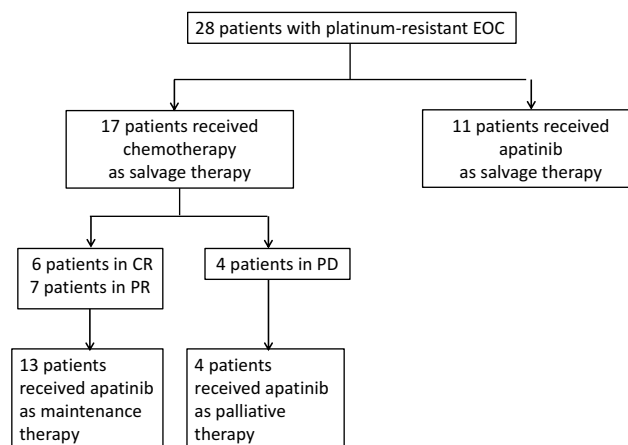 28 patients with platinum-resistant EOC
17 patients received
chemotherapy
as salvage therapy
11 patients received
apatinib
as salvage therapy
6 patients in CR
7 patients in PR
4 patients in PD
13 patients
received apatinib
as maintenance
therapy
4 patients
received apatinib
as palliative
therapy